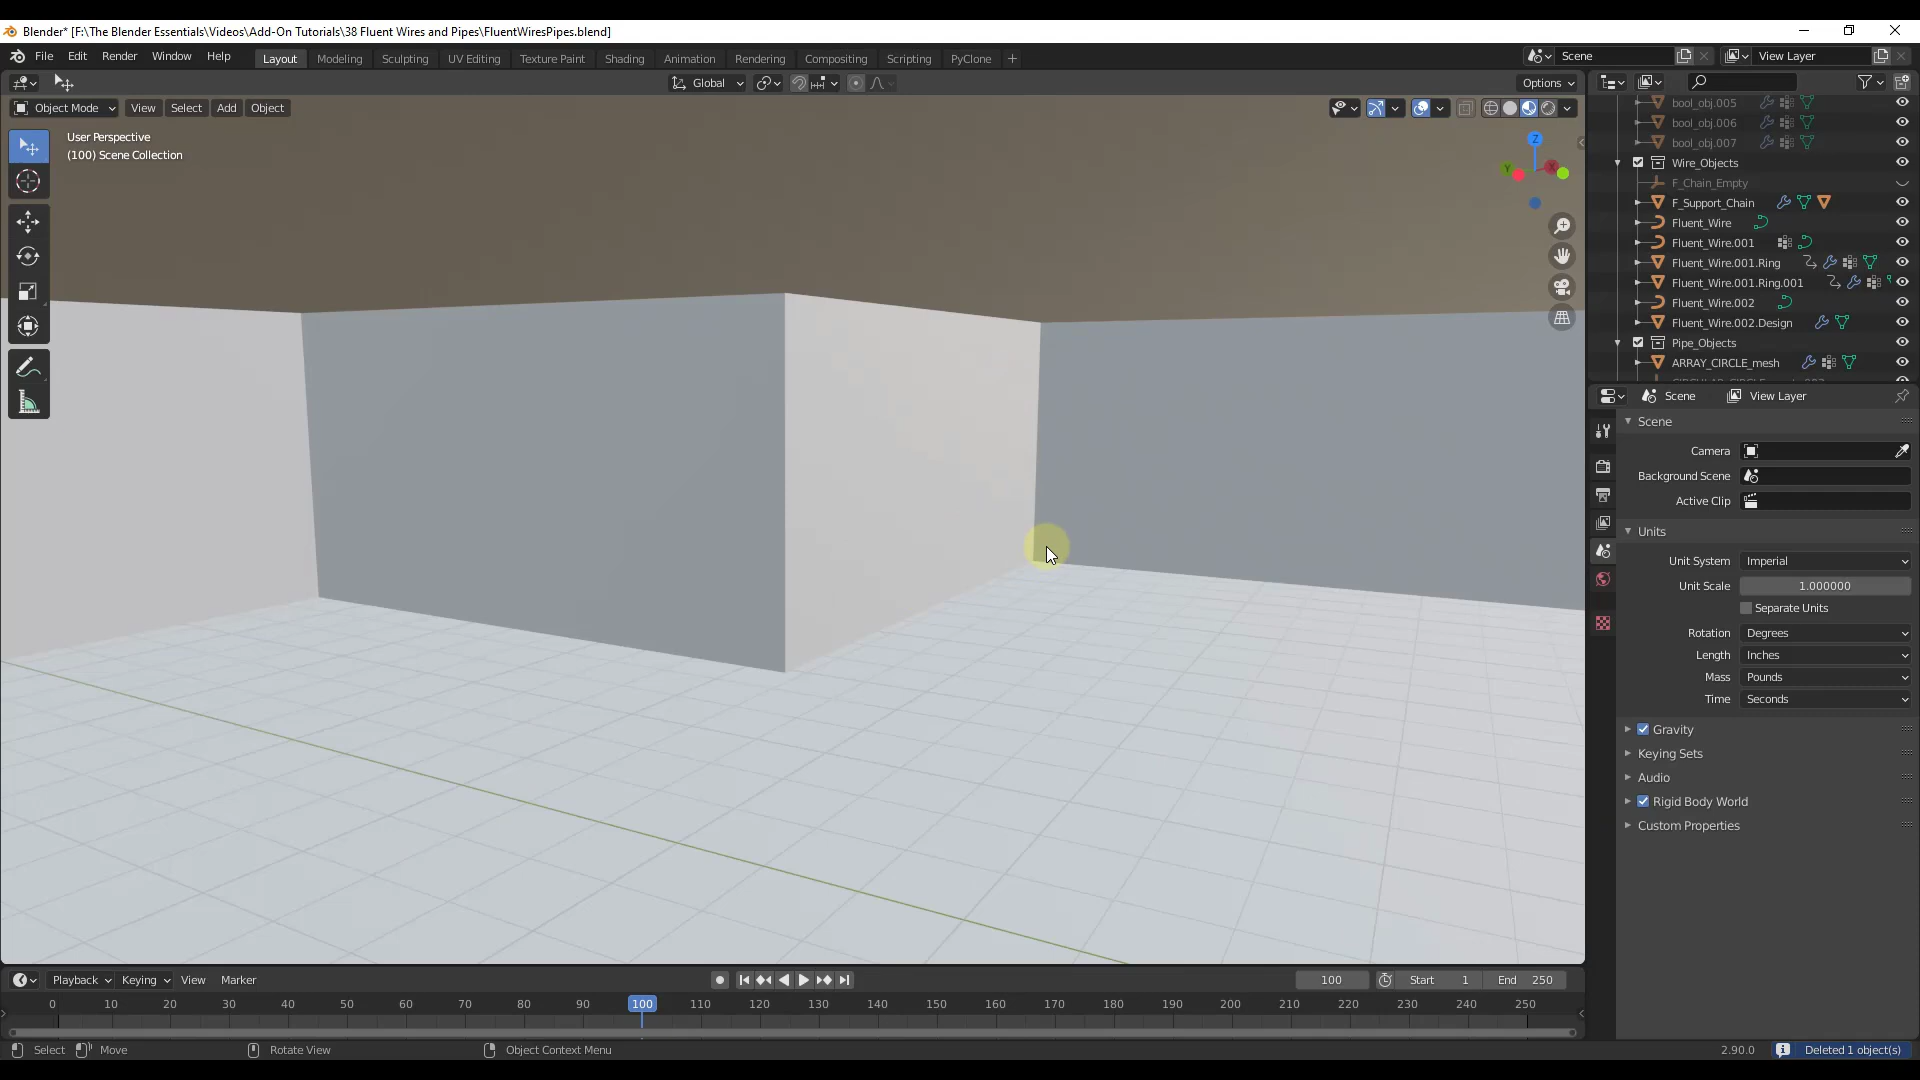 Blender* [F:\The Blender Essentials\Videos\Add-On Tutorials\38 Fluent Wires and Pipes\FluentWiresPipes.blend]
File Edit Render Window Help Layout Modeling Sculpting UV Editing Texture Paint Shading Animation Rendering Compositing Scripting PyClone + Scene View Layer
Global Options
Object Mode View Select Add Object
User Perspective
(100) Scene Collection
Z
Y X
bool_obj.005
bool_obj.006
bool_obj.007
Wire_Objects
F_Chain_Empty
F_Support_Chain
Fluent_Wire
Fluent_Wire.001
Fluent_Wire.001.Ring
Fluent_Wire.001.Ring.001
Fluent_Wire.002
Fluent_Wire.002.Design
Pipe_Objects
ARRAY_CIRCLE_mesh
Scene View Layer
Scene
Camera
Background Scene
Active Clip
Units
Unit System Imperial
Unit Scale 1.000000
Separate Units
Rotation Degrees
Length Inches
Mass Pounds
Time Seconds
Gravity
Keying Sets
Audio
Rigid Body World
Custom Properties
Playback Keying View Marker 100 Start 1 End 250
0 10 20 30 40 50 60 70 80 90 100 110 120 130 140 150 160 170 180 190 200 210 220 230 240 250
Select Move Rotate View Object Context Menu 2.90.0 Deleted 1 object(s)